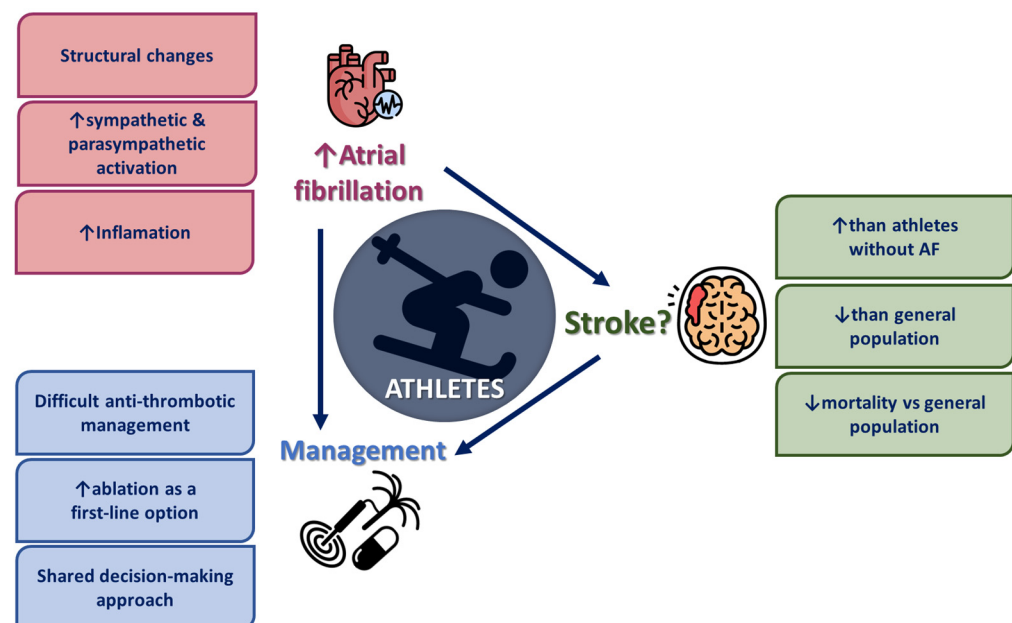 Structural changes
↑sympathetic &
parasympathetic
activation
↑Inflamation
↑Atrial
fibrillation
ATHLETES
Stroke?
↑than athletes
without AF
↓than general
population
↓mortality vs general
population
Management
Difficult anti-thrombotic
management
↑ablation as a
first-line option
Shared decision-making
approach